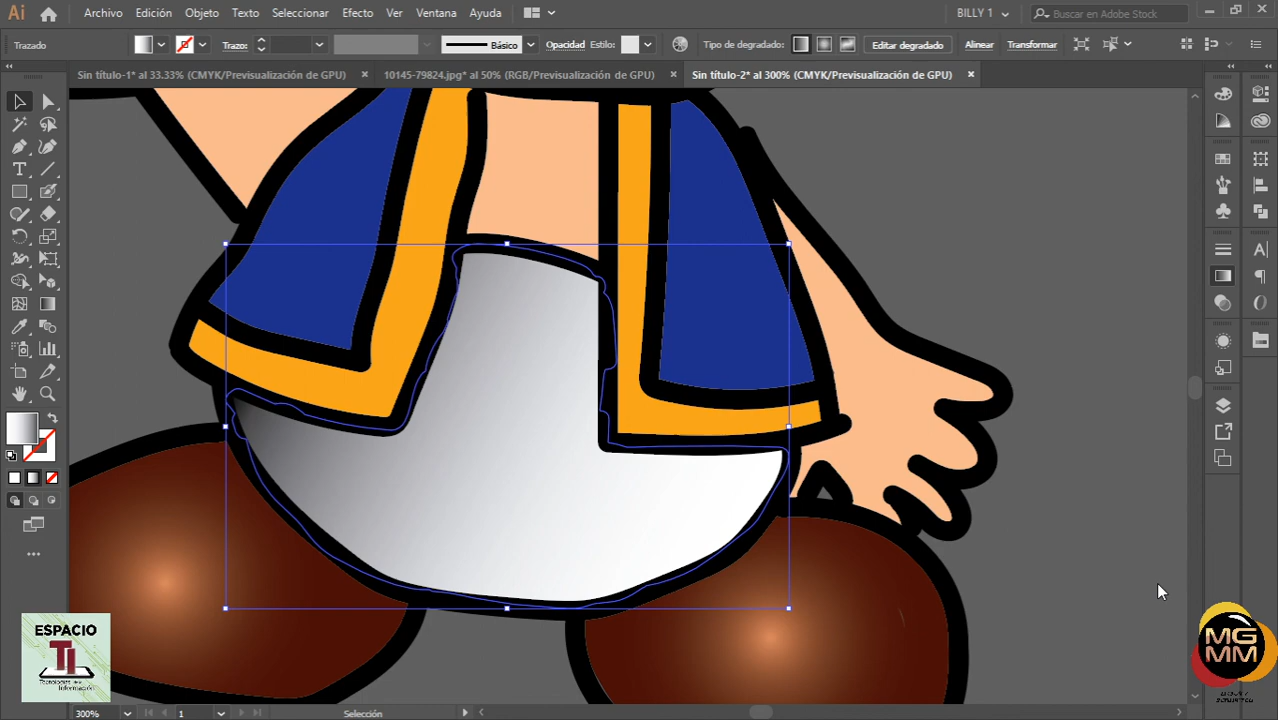 Ai Archivo Edición Objeto Texto Seleccionar Efecto Ver Ventana Ayuda BILLY 1 Buscar en Adobe Stock
Trazado Trazo: Básico Opacidad Estilo: Tipo de degradado: Editar degradado Alinear Transformar
Sin título-1* al 33.33% (CMYK/Previsualización de GPU) × 10145-79824.jpg* al 50% (RGB/Previsualización de GPU) × Sin título-2* al 300% (CMYK/Previsualización de GPU) ×
ESPACIO
TI
Tecnologías de
Información
MG
MM
300% 1 Selección